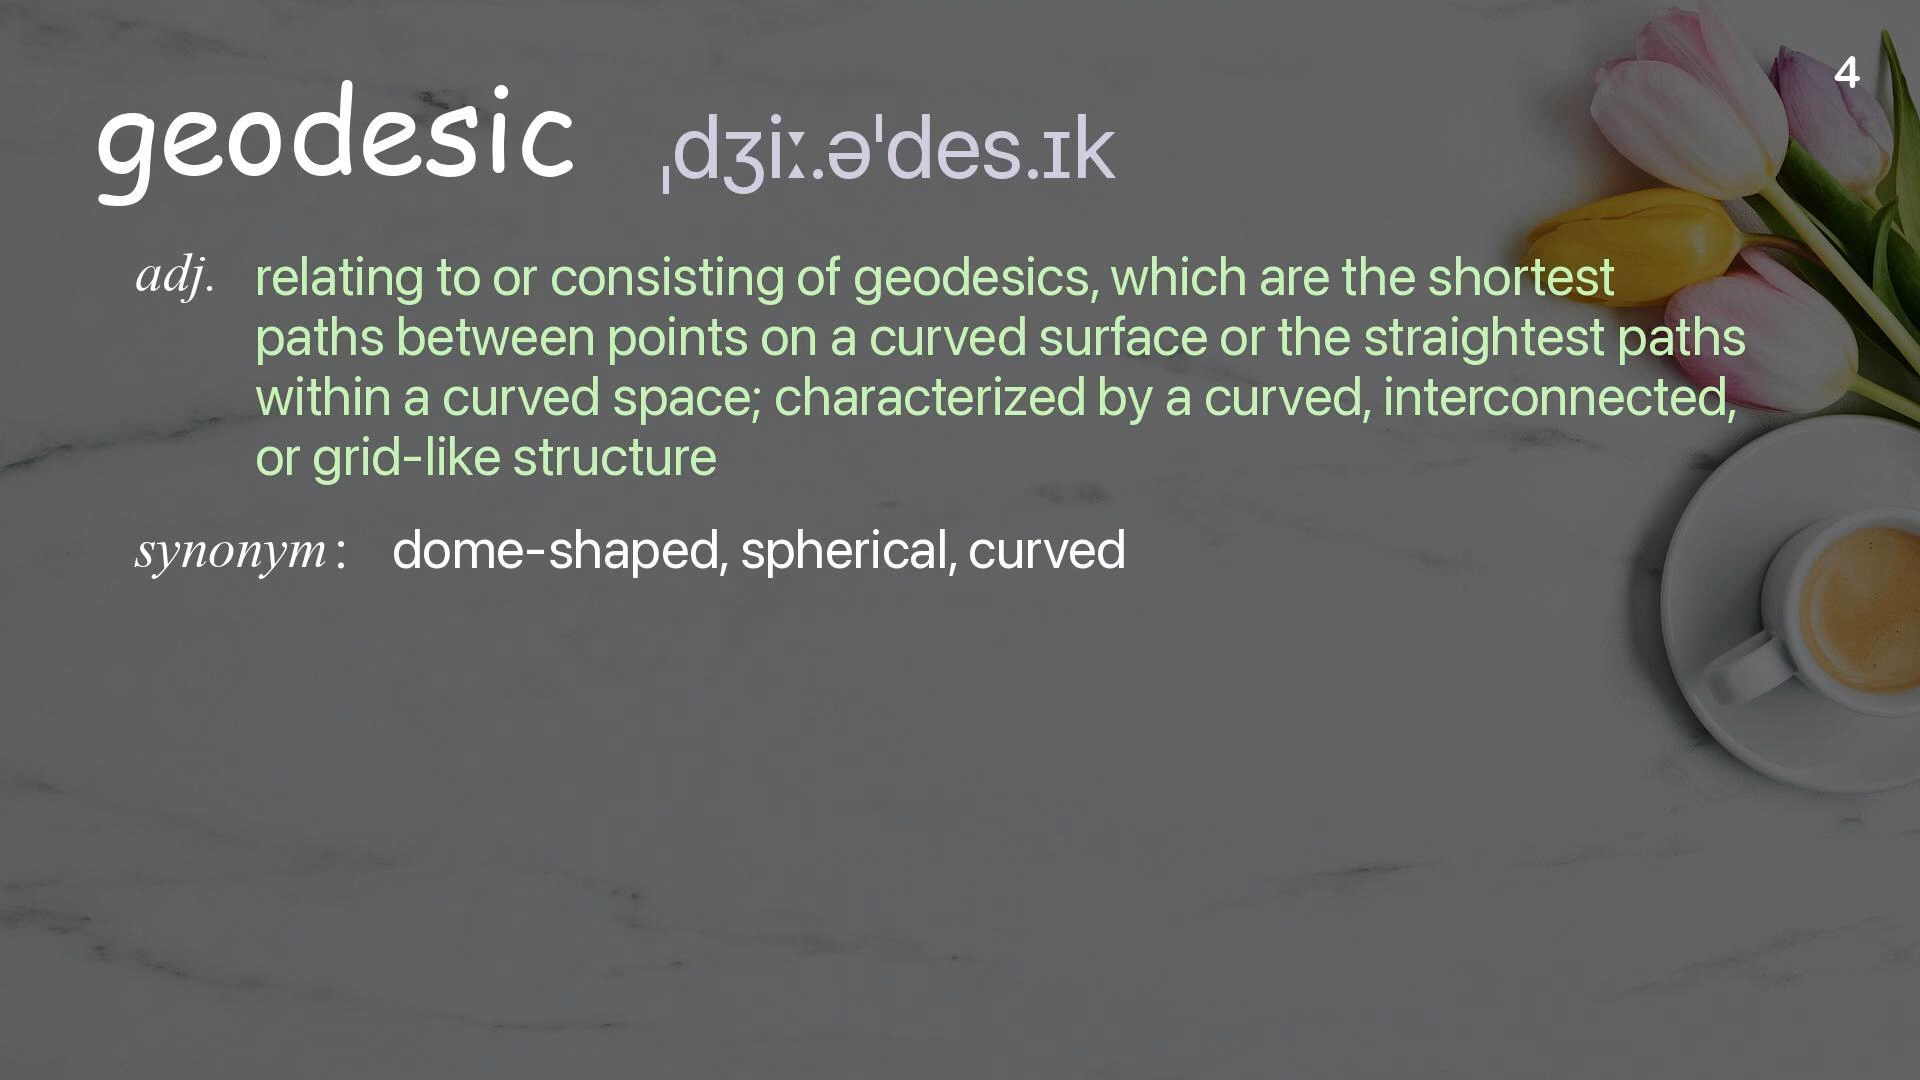 4
geodesic ˌdʒiː.əˈdes.ɪk
adj. relating to or consisting of geodesics, which are the shortest
paths between points on a curved surface or the straightest paths
within a curved space; characterized by a curved, interconnected,
or grid-like structure
synonym: dome-shaped, spherical, curved